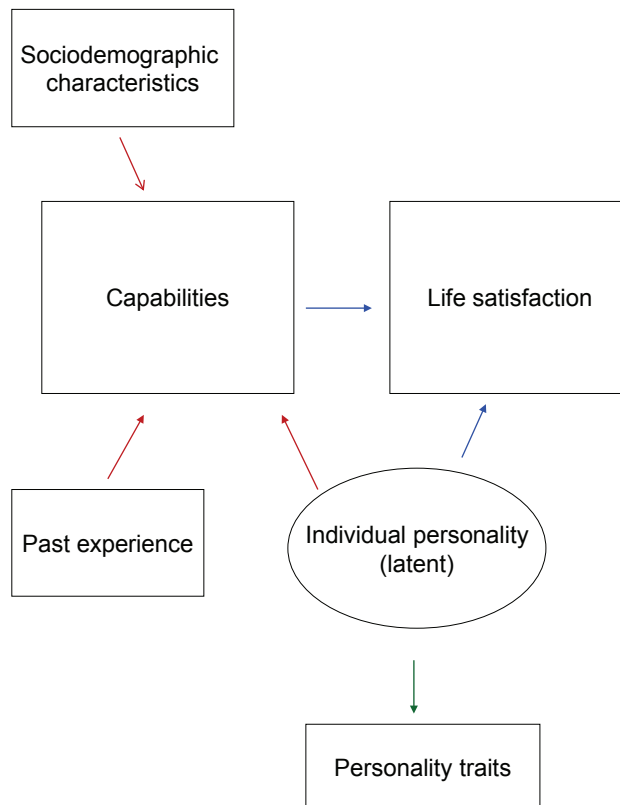 Sociodemographic
characteristics
Capabilities
Life satisfaction
Past experience
Individual personality
(latent)
Personality traits